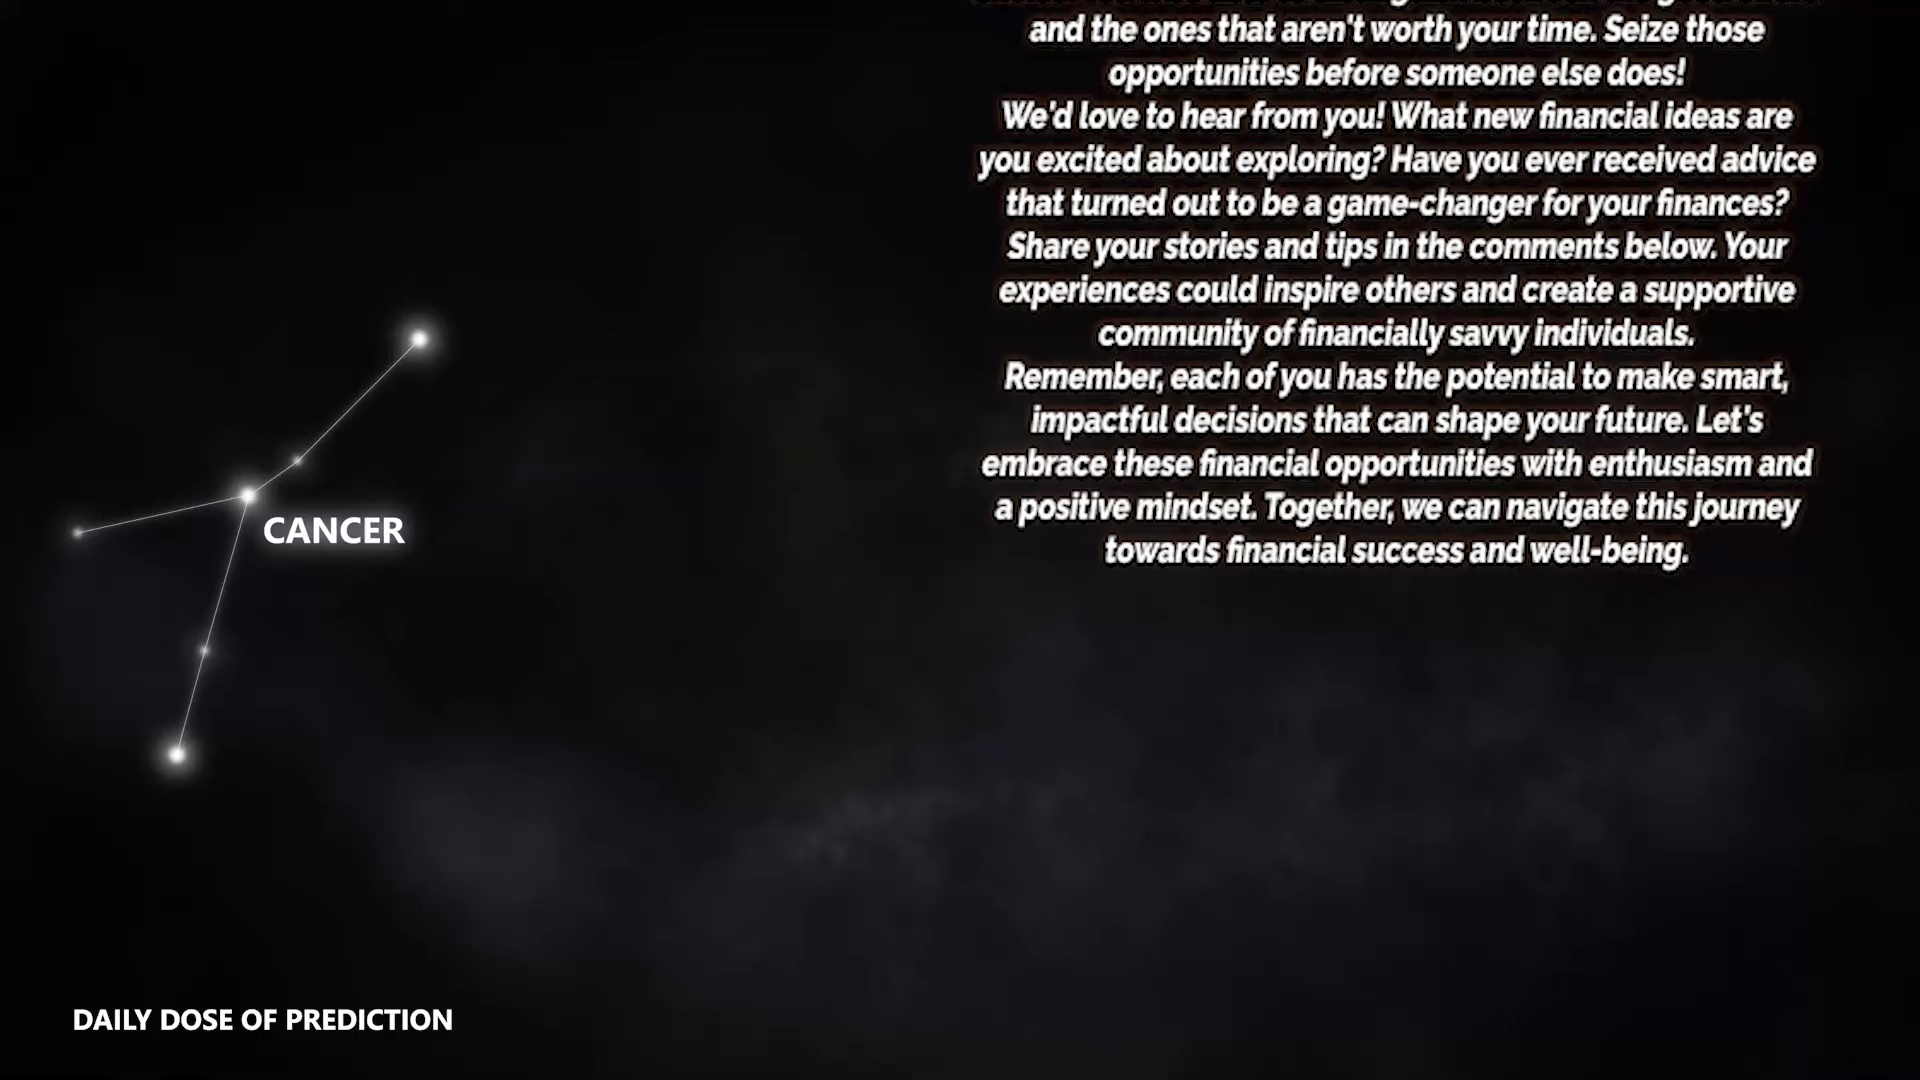 and the ones that aren't worth your time. Seize those
opportunities before someone else does!
We'd love to hear from you! What new financial ideas are
you excited about exploring? Have you ever received advice
that turned out to be a game-changer for your finances?
Share your stories and tips in the comments below. Your
experiences could inspire others and create a supportive
community of financially savvy individuals.
Remember, each of you has the potential to make smart,
impactful decisions that can shape your future. Let's
embrace these financial opportunities with enthusiasm and
a positive mindset. Together, we can navigate this journey
towards financial success and well-being.
CANCER
DAILY DOSE OF PREDICTION